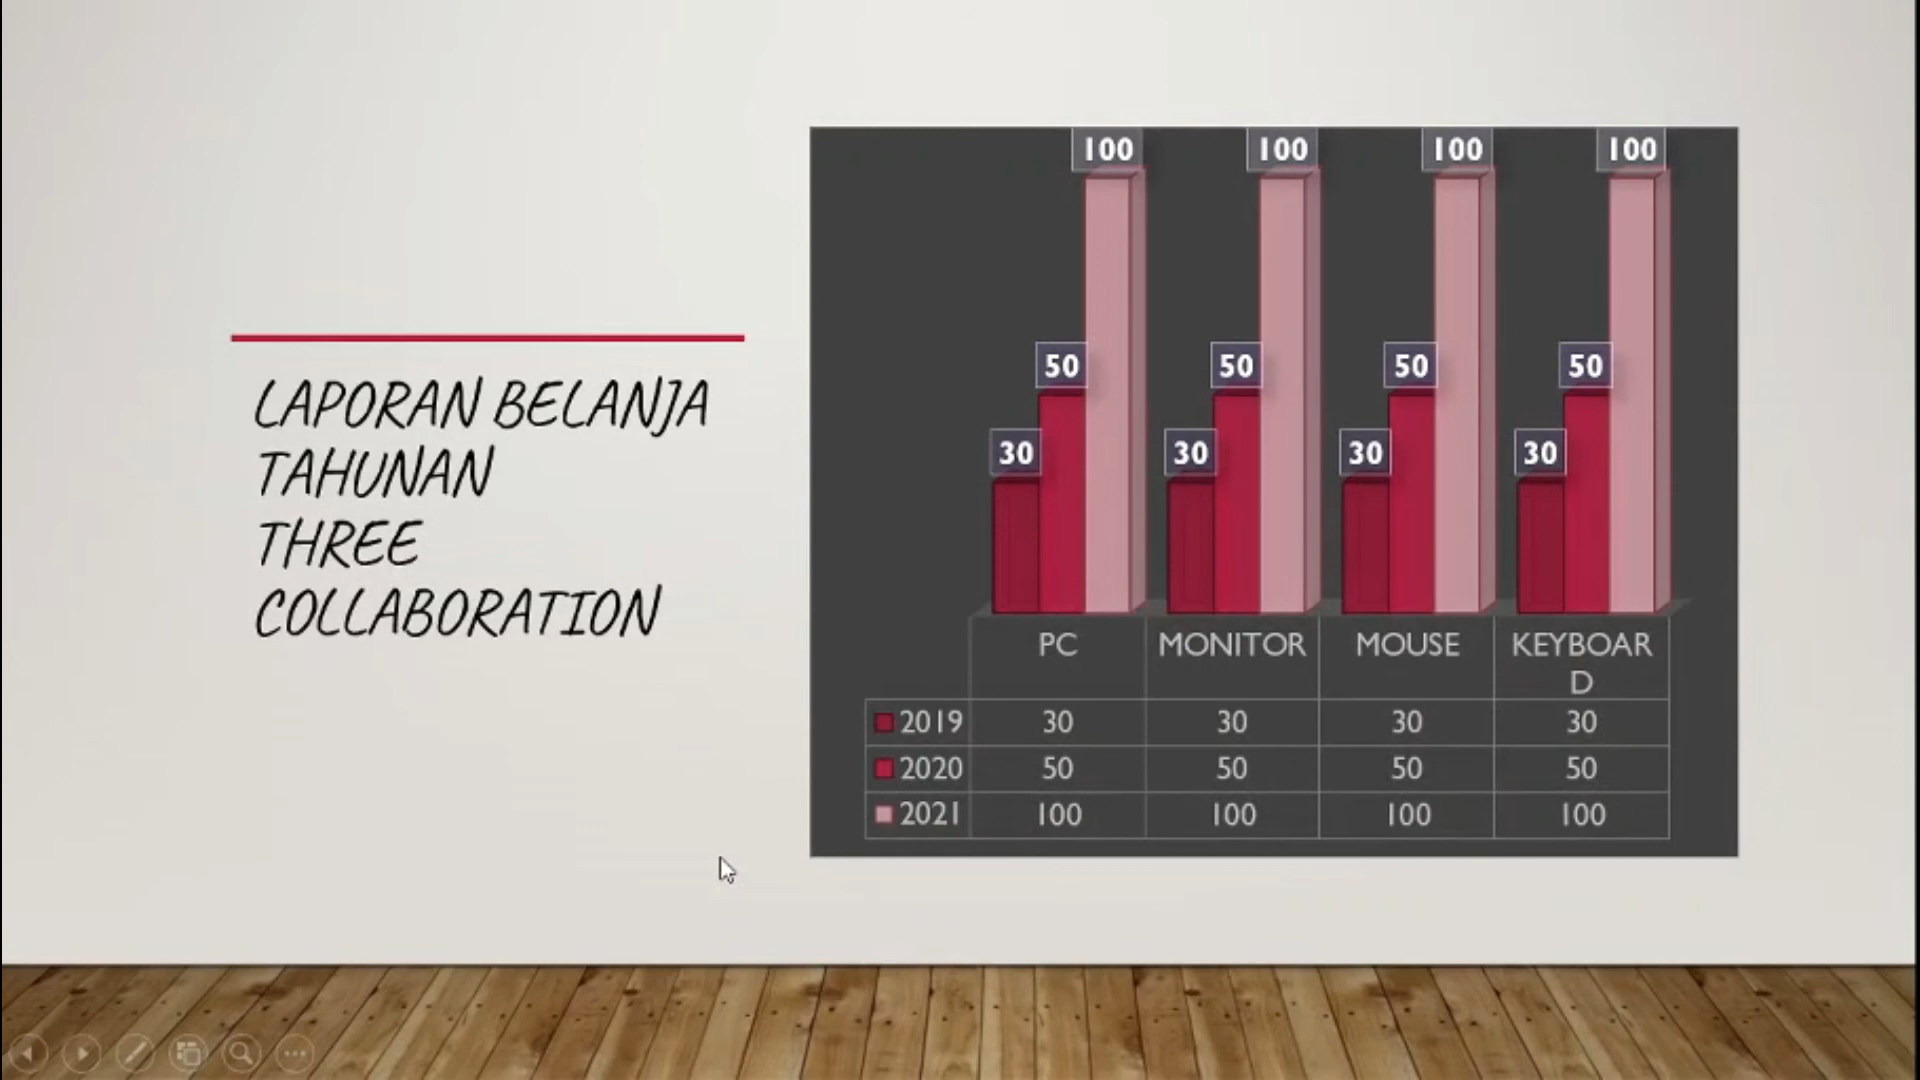 LAPORAN BELANJA
TAHUNAN
THREE
COLLABORATION
100 100 100 100
50 50 50 50
30 30 30 30
PC MONITOR MOUSE KEYBOAR
D
2019 30 30 30 30
2020 50 50 50 50
2021 100 100 100 100